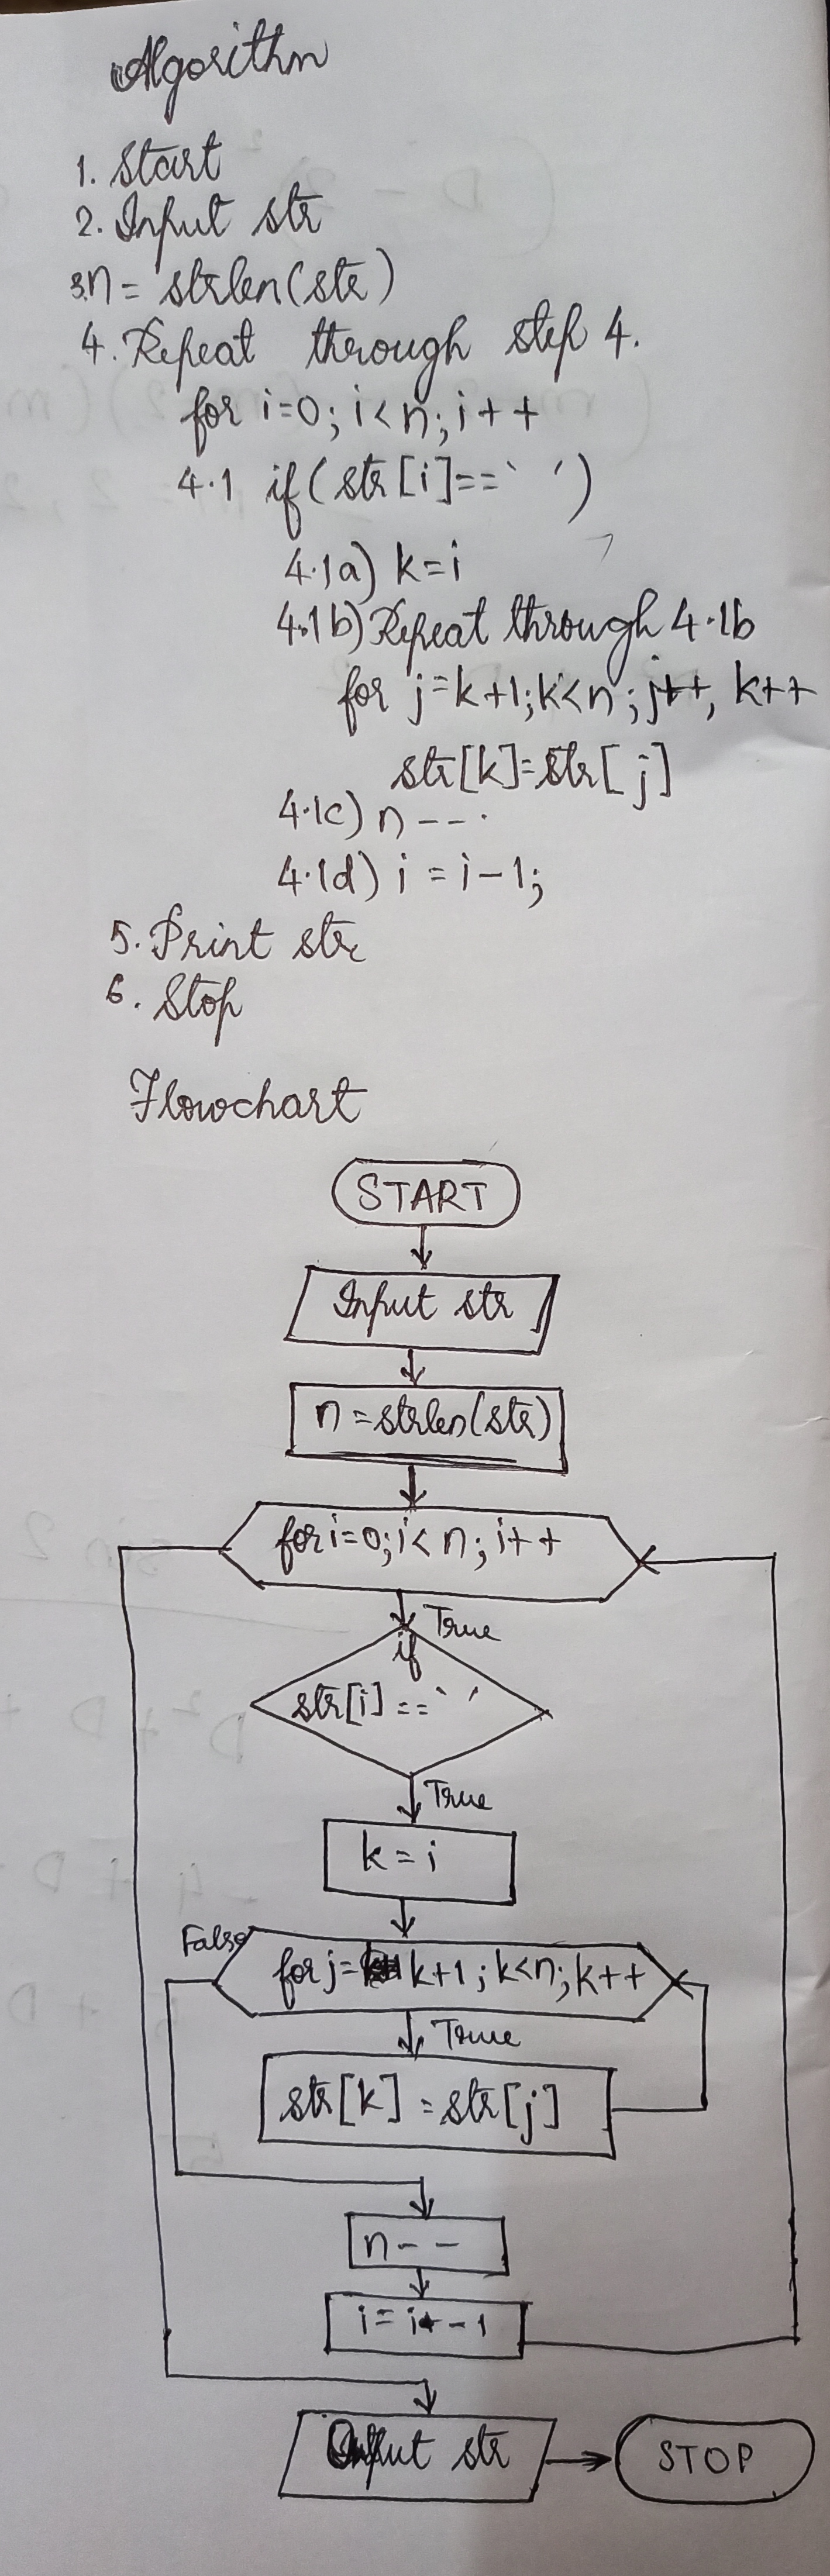 Algorithm
1. Start
2. Input str
3. n = strlen(str)
4. Repeat through step 4.
for i=0; i<n; i++
4.1 if(str[i]==` ')
4.1a) k=i
4.1b) Repeat through 4.1b
for j=k+1; k<n; j++, k++
str[k]=str[j]
4.1c) n--.
4.1d) i = i-1;
5. Print str
6. Stop
Flowchart
START
Input str
n=strlen(str)
for i=0; i<n; i++
True
if
str[i]==` '
True
k = i
False
for j= k+1; k<n; k++
True
str[k] = str[j]
n--
i = i-1
Output str
STOP